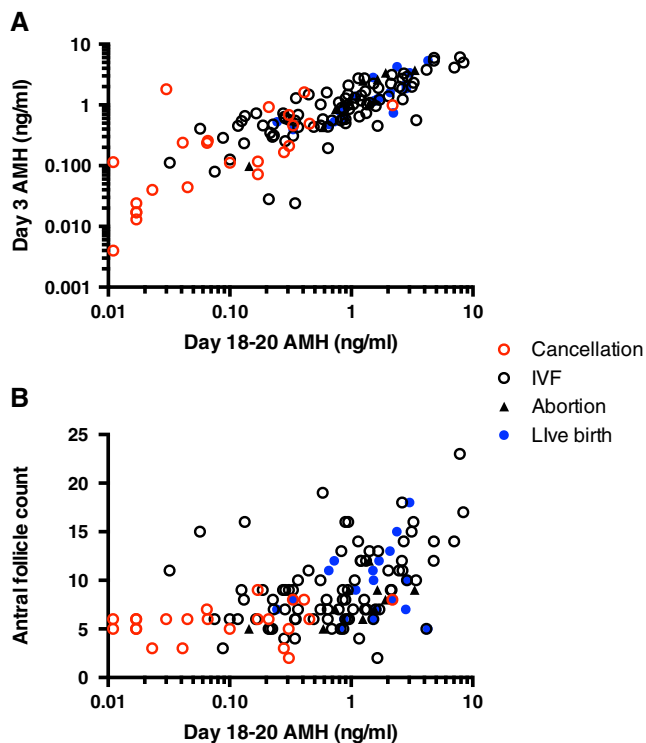 A
Day 3 AMH (ng/ml)
10
1
0.100
0.010
0.001
0.01 0.10 1 10
Day 18-20 AMH (ng/ml)
Cancellation
IVF
Abortion
LIve birth
B
Antral follicle count
25
20
15
10
5
0
0.01 0.10 1 10
Day 18-20 AMH (ng/ml)